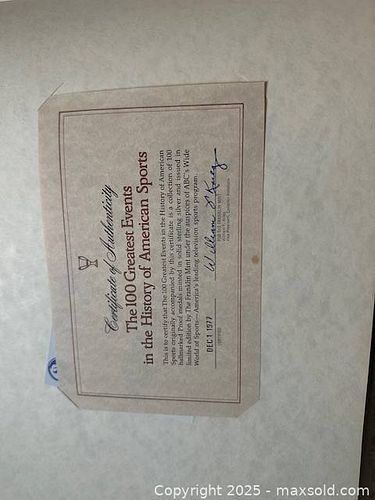 Certificate of Authenticity
The 100 Greatest Events
in the History of American Sports
This is to certify that The 100 Greatest Events in the History of American
Sports originally accompanied by this certificate is a collection of 100
hallmarked Proof medals minted in solid sterling silver and issued in
limited edition by The Franklin Mint under the auspices of ABC's Wide
World of Sports—America's leading television sports program.
DEC 1 1977
William F. Krieg
Copyright © 2025 - maxsold.com